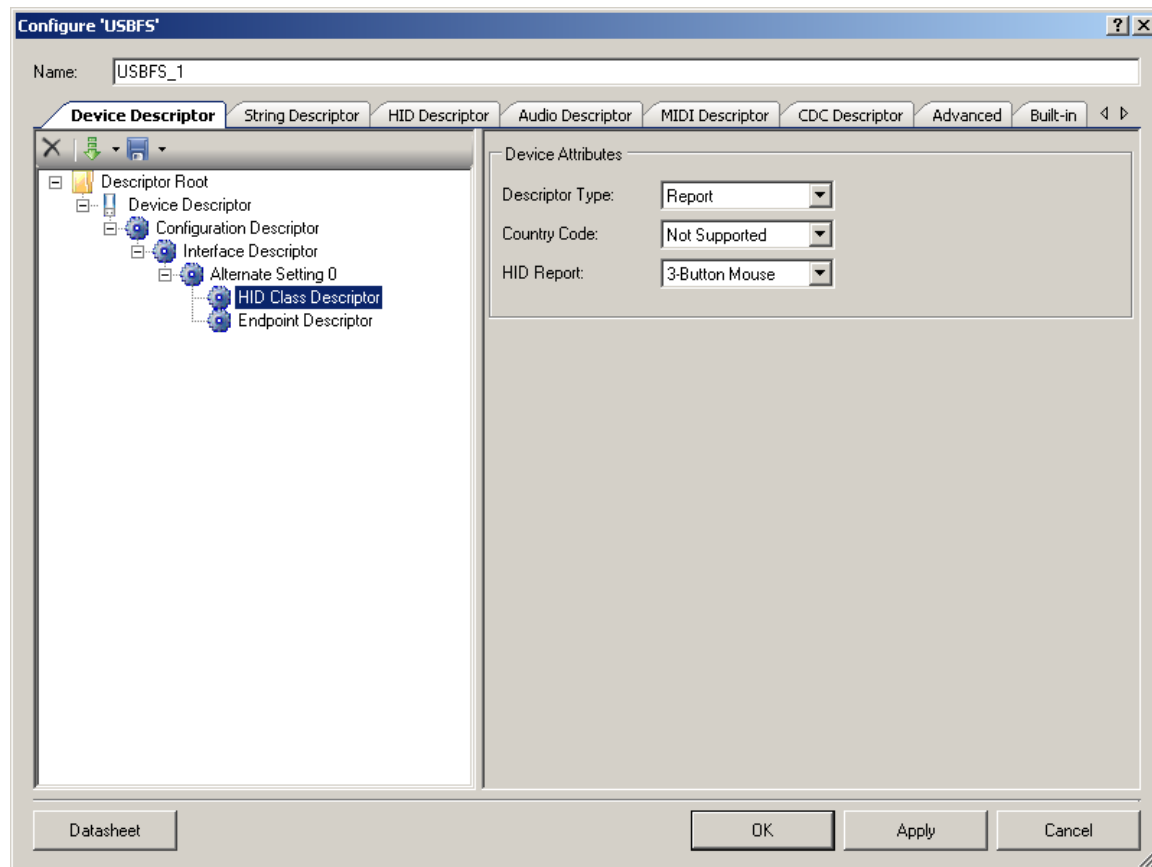 Configure 'USBFS'
Name: USBFS_1
Device Descriptor String Descriptor HID Descriptor Audio Descriptor MIDI Descriptor CDC Descriptor Advanced Built-in
Descriptor Root
Device Descriptor
Configuration Descriptor
Interface Descriptor
Alternate Setting 0
HID Class Descriptor
Endpoint Descriptor
Device Attributes
Descriptor Type: Report
Country Code: Not Supported
HID Report: 3-Button Mouse
Datasheet OK Apply Cancel